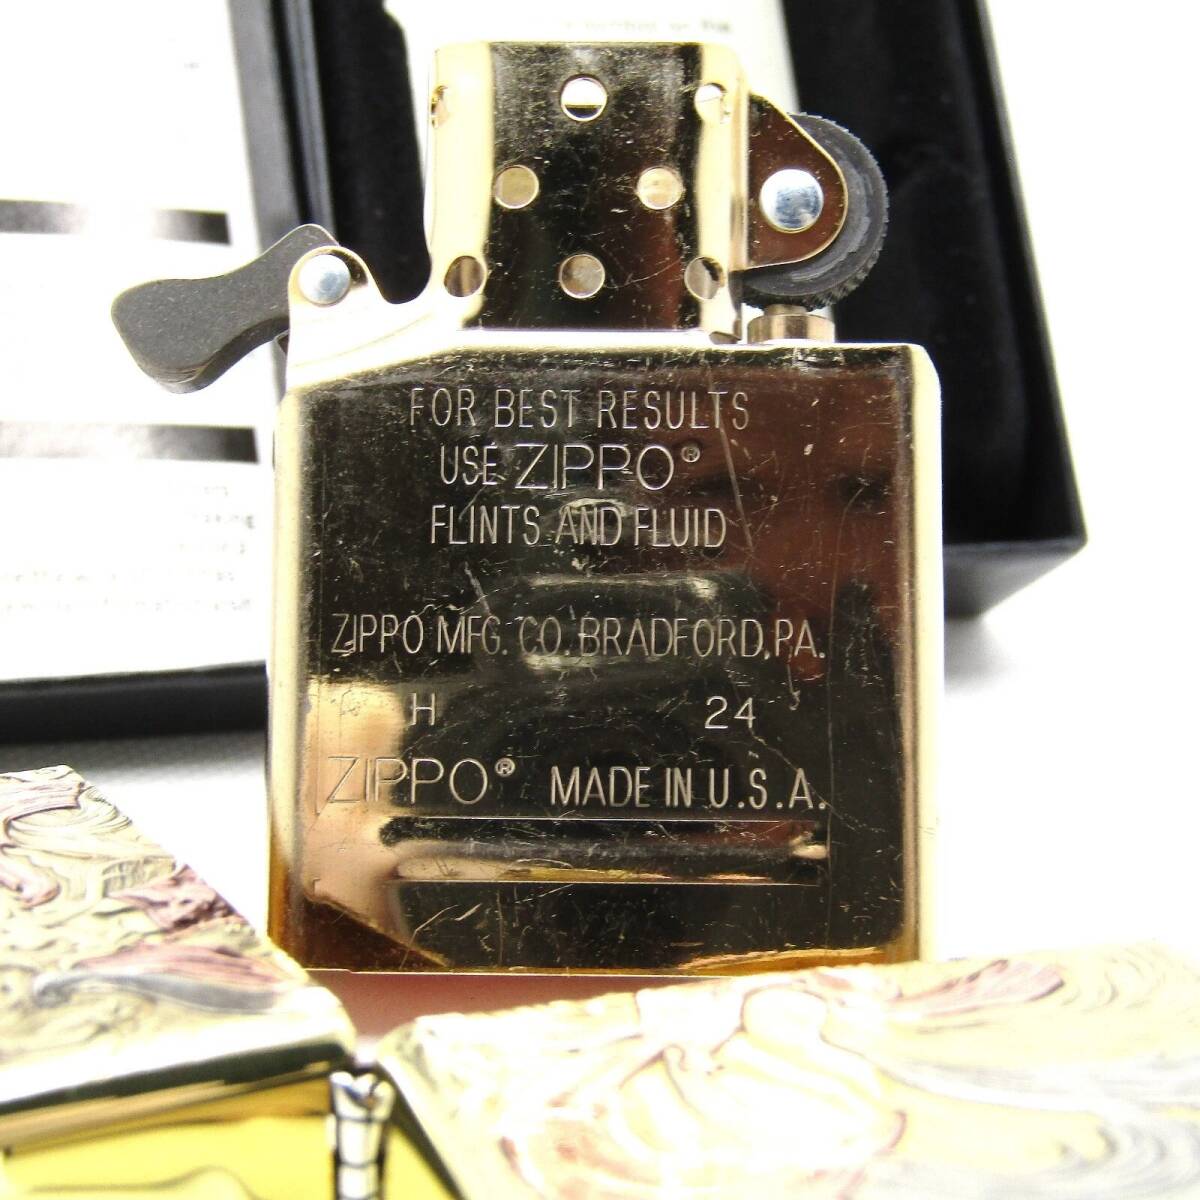 FOR BEST RESULTS
USE ZIPPO®
FLINTS AND FLUID
ZIPPO MFG. CO. BRADFORD, PA.
H 24
ZIPPO® MADE IN U.S.A.